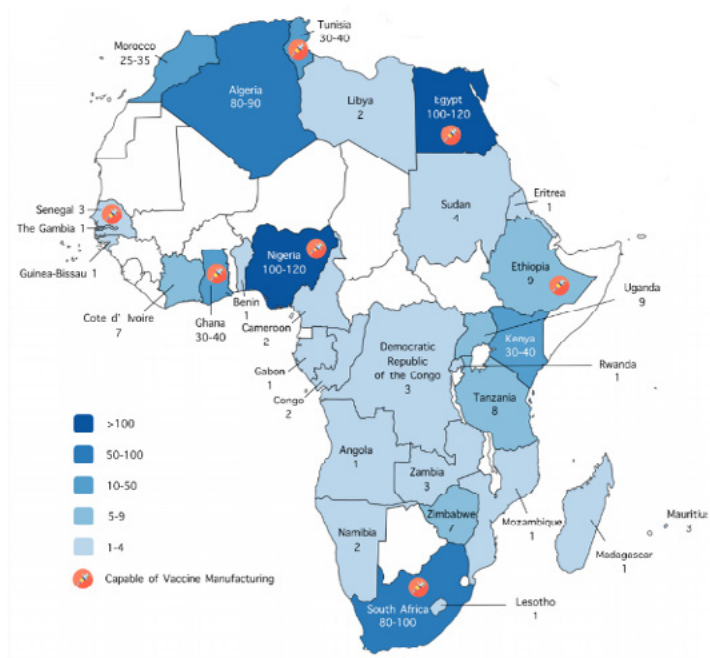 Tunisia
30-40
Morocco
25-35
Algeria
80-90
Libya
2
Egypt
100-120
Senegal 3
The Gambia 1
Guinea-Bissau 1
Sudan
4
Eritrea
1
Nigeria
100-120
Ethiopia
9
Uganda
9
Cote d' Ivoire
7
Ghana
30-40
Benin
1
Cameroon
2
Kenya
30-40
Gabon
1
Congo
2
Democratic
Republic
of the Congo
3
Rwanda
1
Tanzania
8
>100
50-100
10-50
5-9
1-4
Capable of Vaccine Manufacturing
Angola
1
Zambia
3
Zimbabwe
7
Mozambique
1
Namibia
2
Madagascar
1
Mauritius
3
South Africa
80-100
Lesotho
1